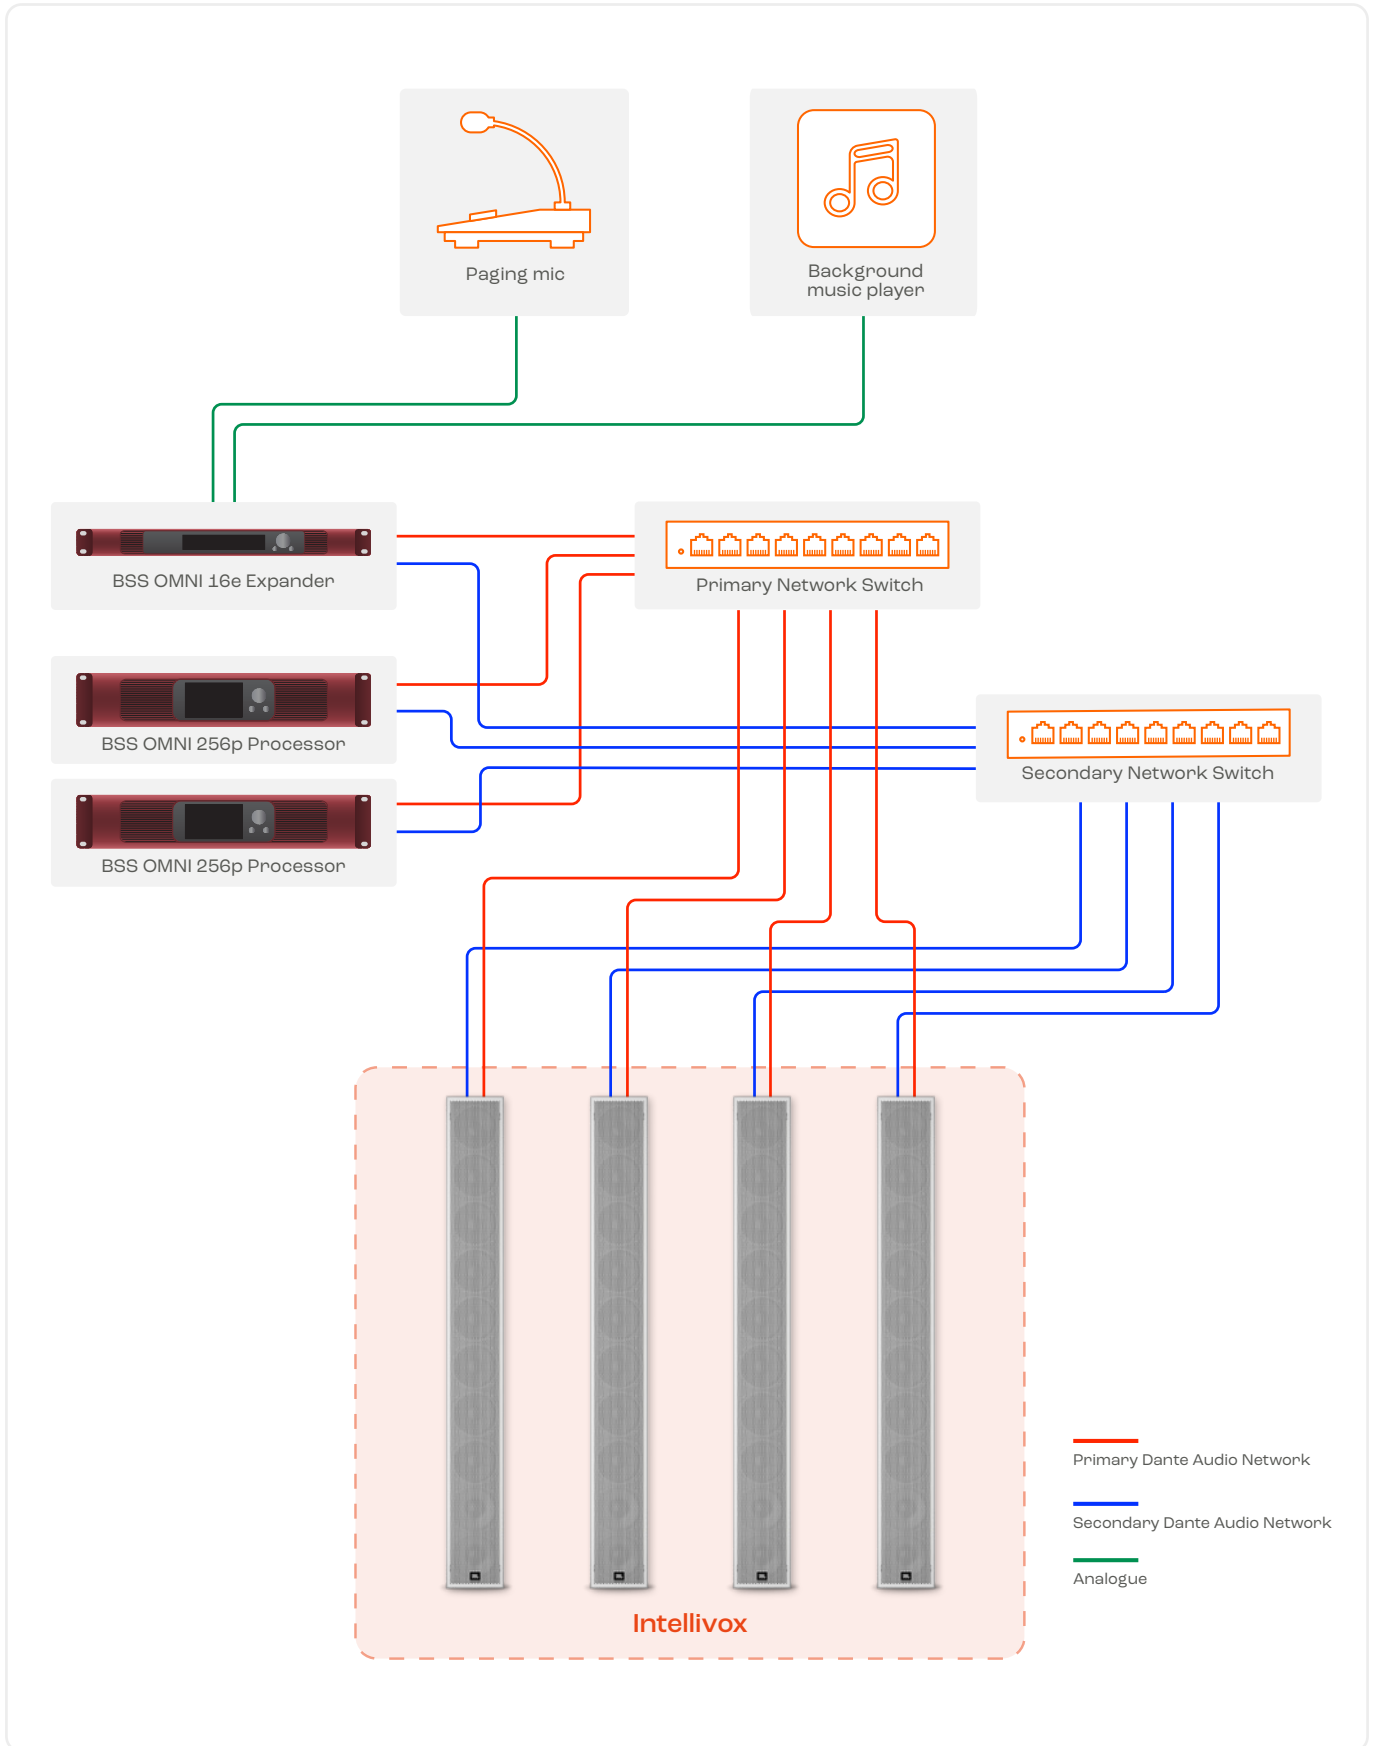 Paging mic
Background
music player
BSS OMNI 16e Expander
Primary Network Switch
BSS OMNI 256p Processor
Secondary Network Switch
BSS OMNI 256p Processor
Primary Dante Audio Network
Secondary Dante Audio Network
Analogue
Intellivox